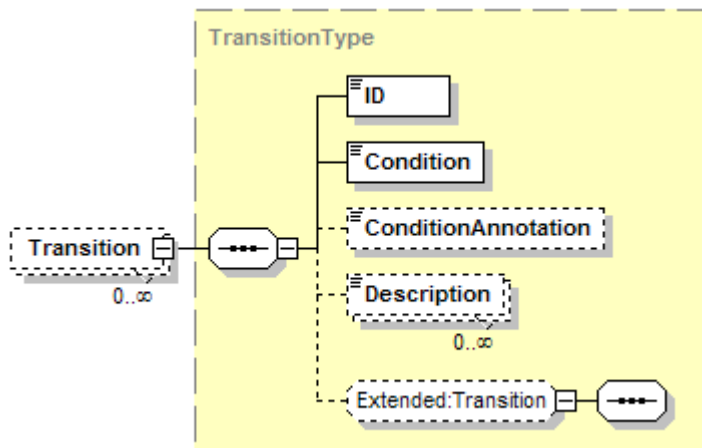 TransitionType
ID
Condition
Transition
0..∞
ConditionAnnotation
Description
0..∞
Extended:Transition